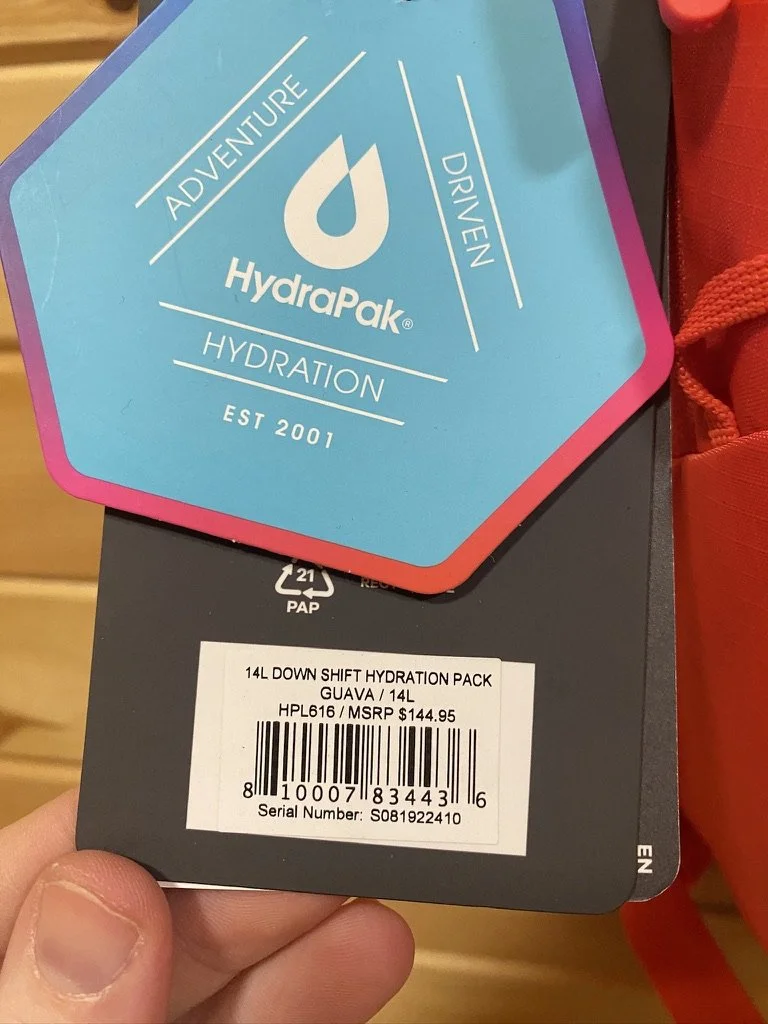 ADVENTURE
DRIVEN
HydraPak®
HYDRATION
EST 2001
21
PAP
14L DOWN SHIFT HYDRATION PACK
GUAVA / 14L
HPL616 / MSRP $144.95
8 10007 83443 6
Serial Number: S081922410
EN